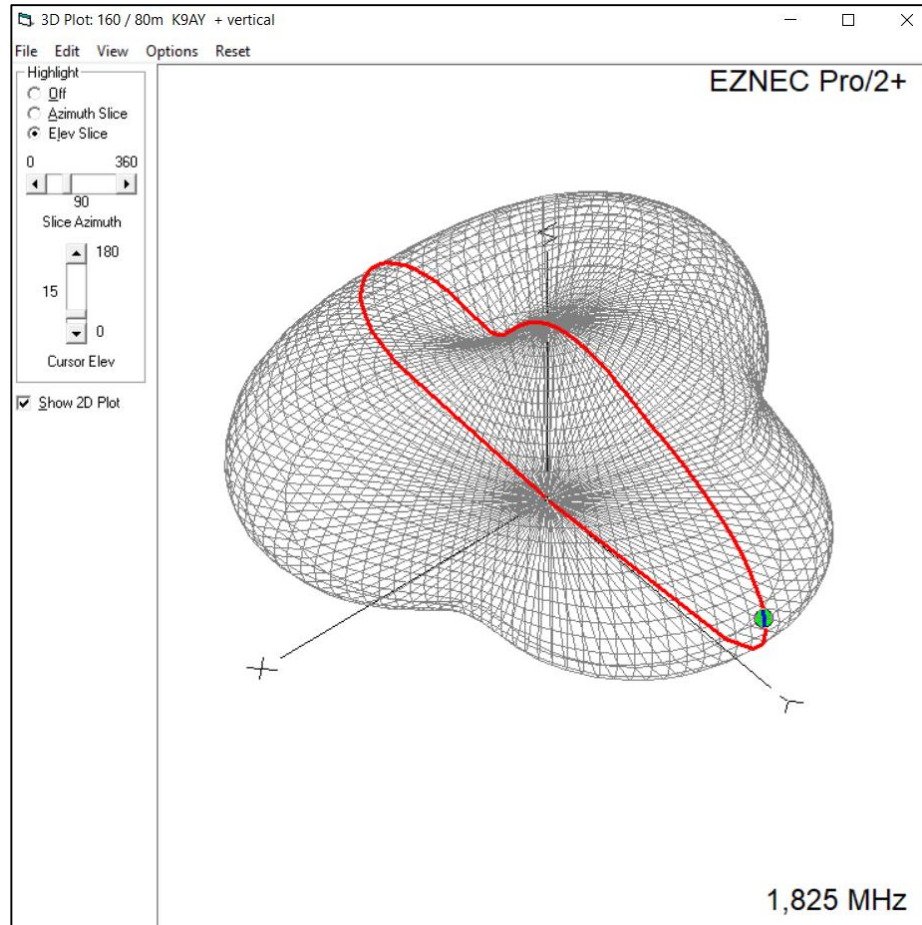 3D Plot: 160 / 80m K9AY + vertical
File Edit View Options Reset
Highlight
Off
Azimuth Slice
Elev Slice
0 360
90
Slice Azimuth
180
15
0
Cursor Elev
Show 2D Plot
EZNEC Pro/2+
Z
X
Y
1,825 MHz